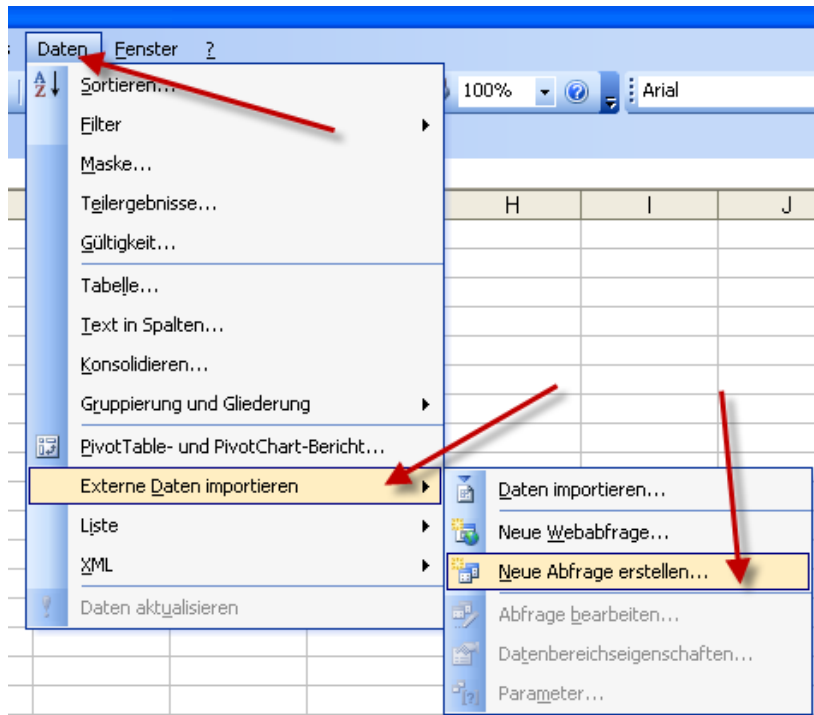 Daten Fenster ?
Sortieren... 100% Arial
Filter
Maske...
Teilergebnisse... H I J
Gültigkeit...
Tabelle...
Text in Spalten...
Konsolidieren...
Gruppierung und Gliederung
PivotTable- und PivotChart-Bericht...
Externe Daten importieren
Liste
XML
Daten aktualisieren
Daten importieren...
Neue Webabfrage...
Neue Abfrage erstellen...
Abfrage bearbeiten...
Datenbereichseigenschaften...
Parameter...